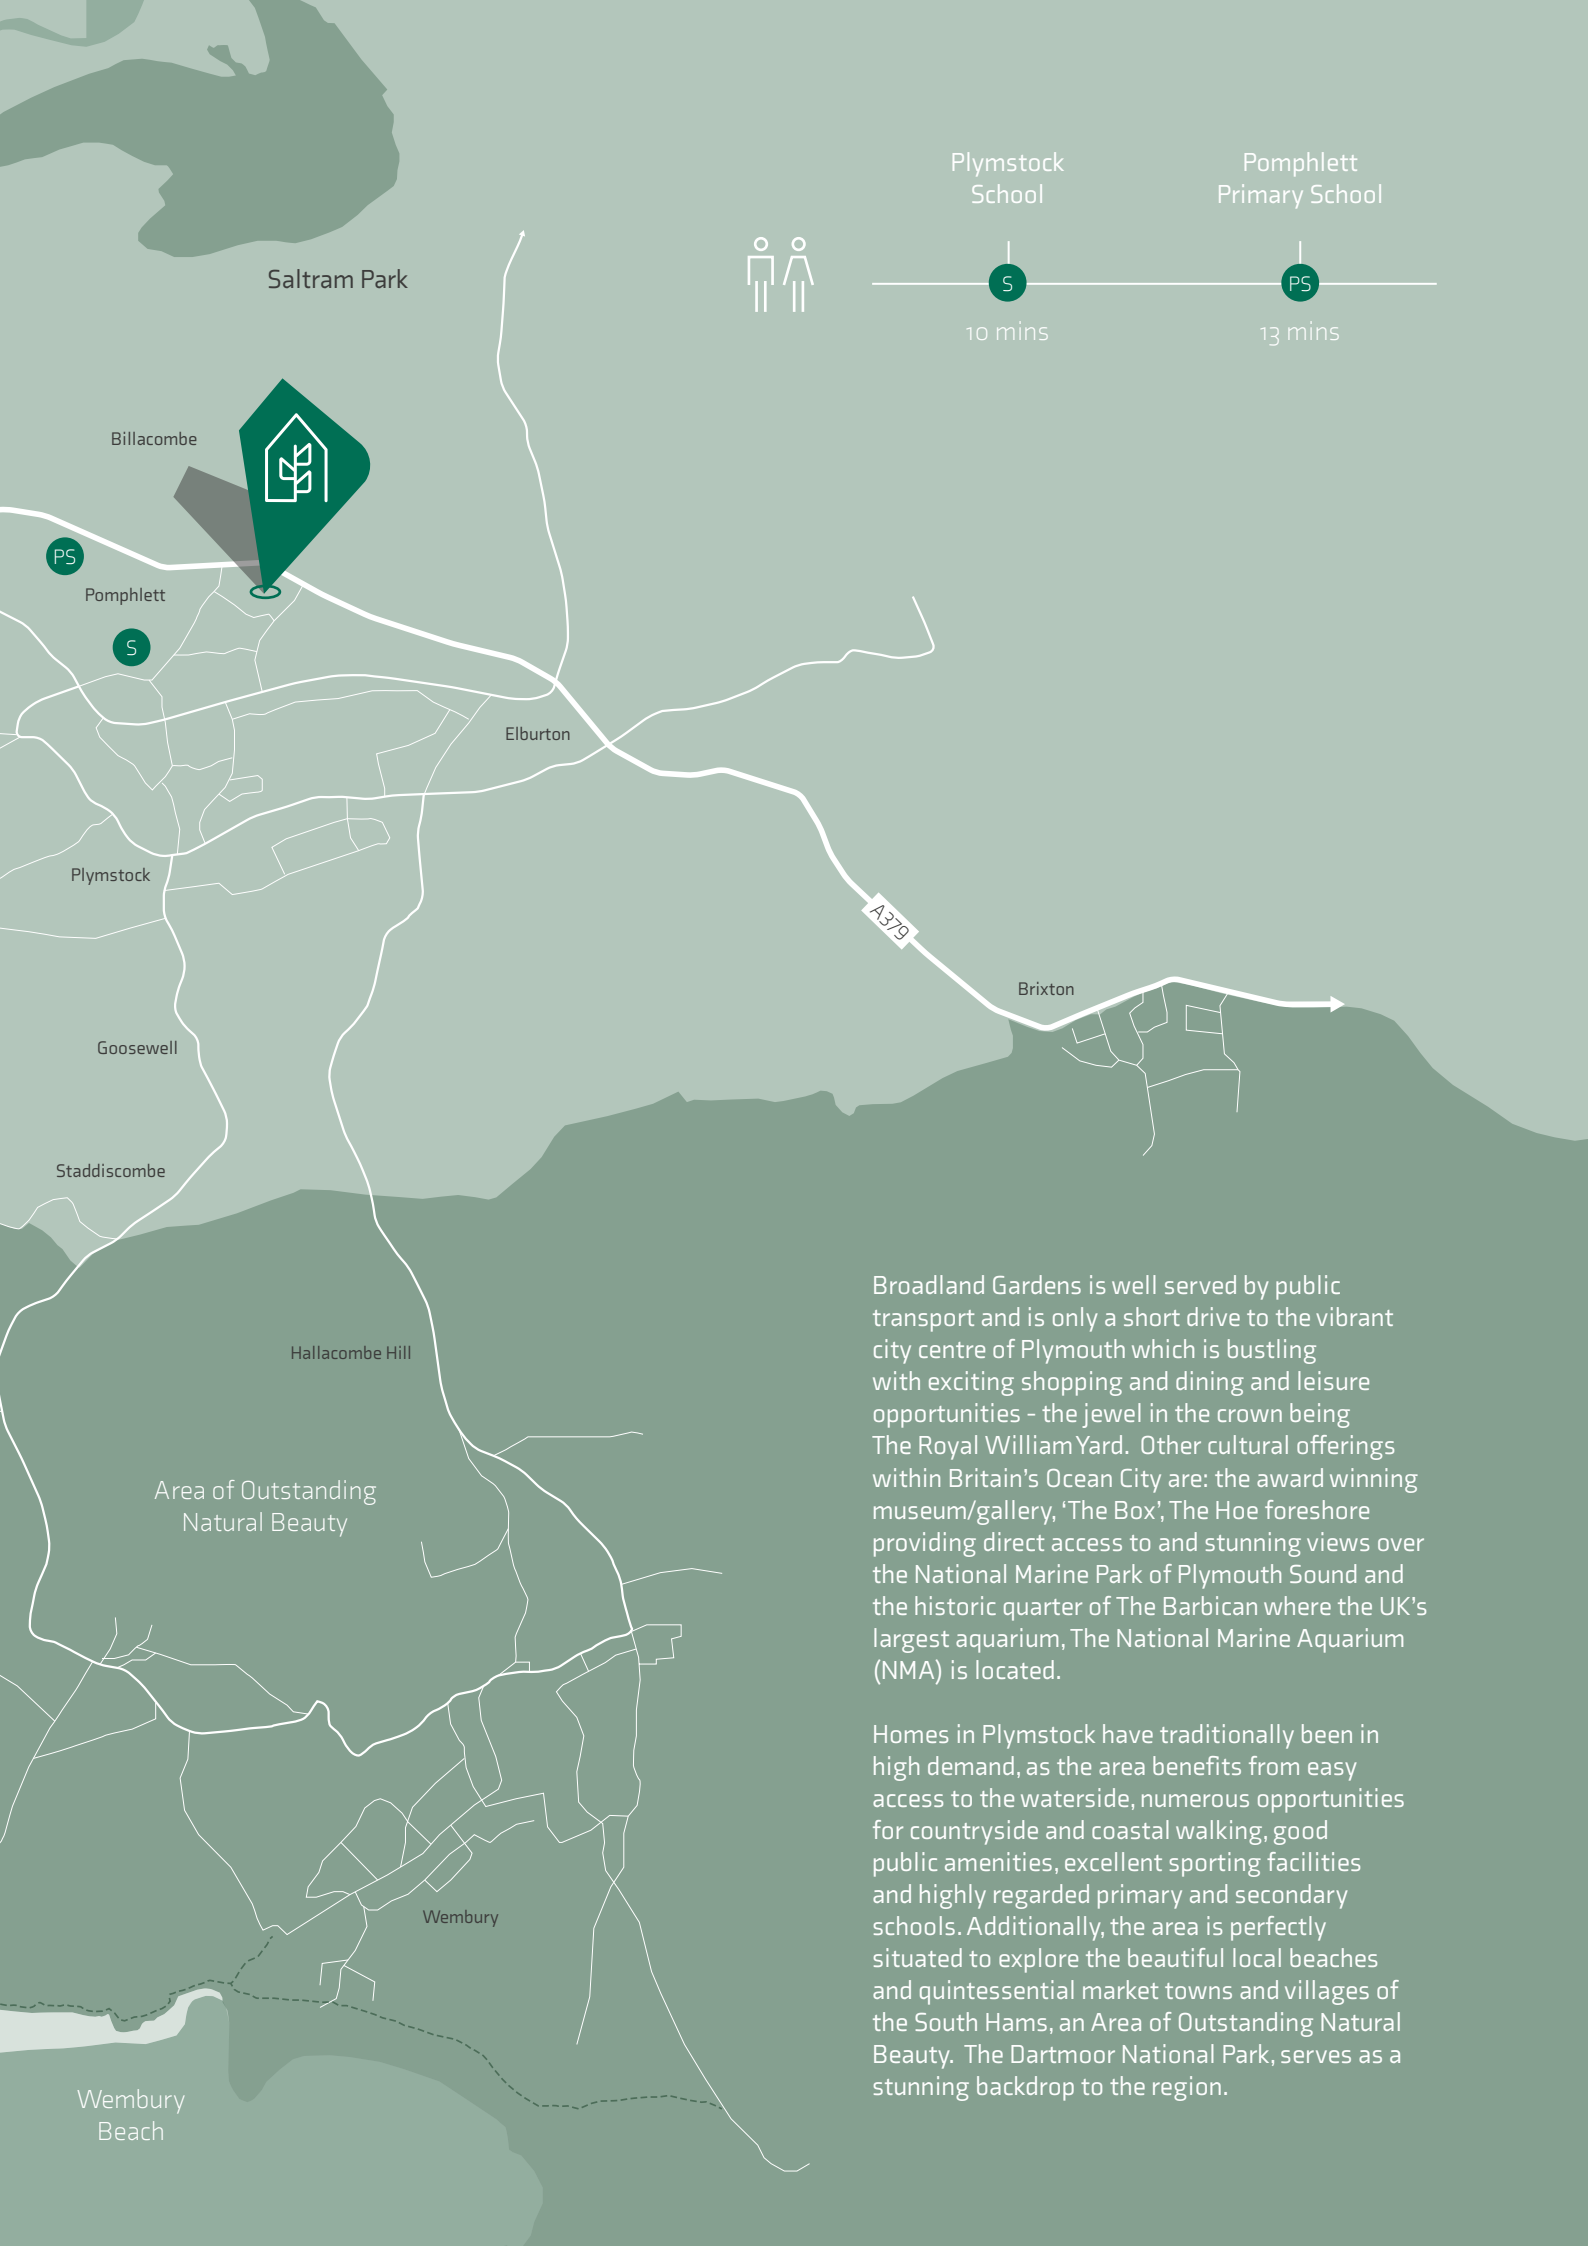 Plymstock
School
Pomphlett
Primary School
S
PS
10 mins
13 mins
Saltram Park
Billacombe
PS
Pomphlett
S
Elburton
Plymstock
A379
Brixton
Goosewell
Staddiscombe
Hallacombe Hill
Area of Outstanding
Natural Beauty
Wembury
Wembury
Beach
Broadland Gardens is well served by public
transport and is only a short drive to the vibrant
city centre of Plymouth which is bustling
with exciting shopping and dining and leisure
opportunities - the jewel in the crown being
The Royal William Yard. Other cultural offerings
within Britain's Ocean City are: the award winning
museum/gallery, ‘The Box’, The Hoe foreshore
providing direct access to and stunning views over
the National Marine Park of Plymouth Sound and
the historic quarter of The Barbican where the UK’s
largest aquarium, The National Marine Aquarium
(NMA) is located.
Homes in Plymstock have traditionally been in
high demand, as the area benefits from easy
access to the waterside, numerous opportunities
for countryside and coastal walking, good
public amenities, excellent sporting facilities
and highly regarded primary and secondary
schools. Additionally, the area is perfectly
situated to explore the beautiful local beaches
and quintessential market towns and villages of
the South Hams, an Area of Outstanding Natural
Beauty. The Dartmoor National Park, serves as a
stunning backdrop to the region.